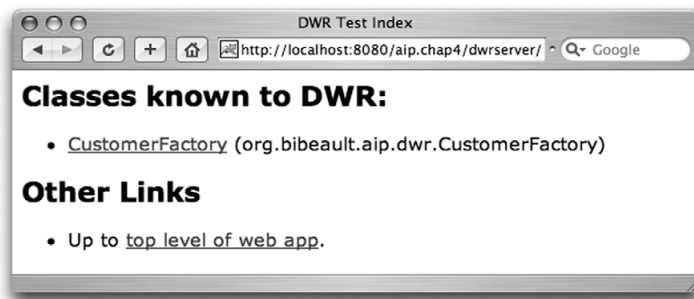 DWR Test Index
http://localhost:8080/aip.chap4/dwrserver/
Google
Classes known to DWR:
• CustomerFactory (org.bibeault.aip.dwr.CustomerFactory)
Other Links
• Up to top level of web app.